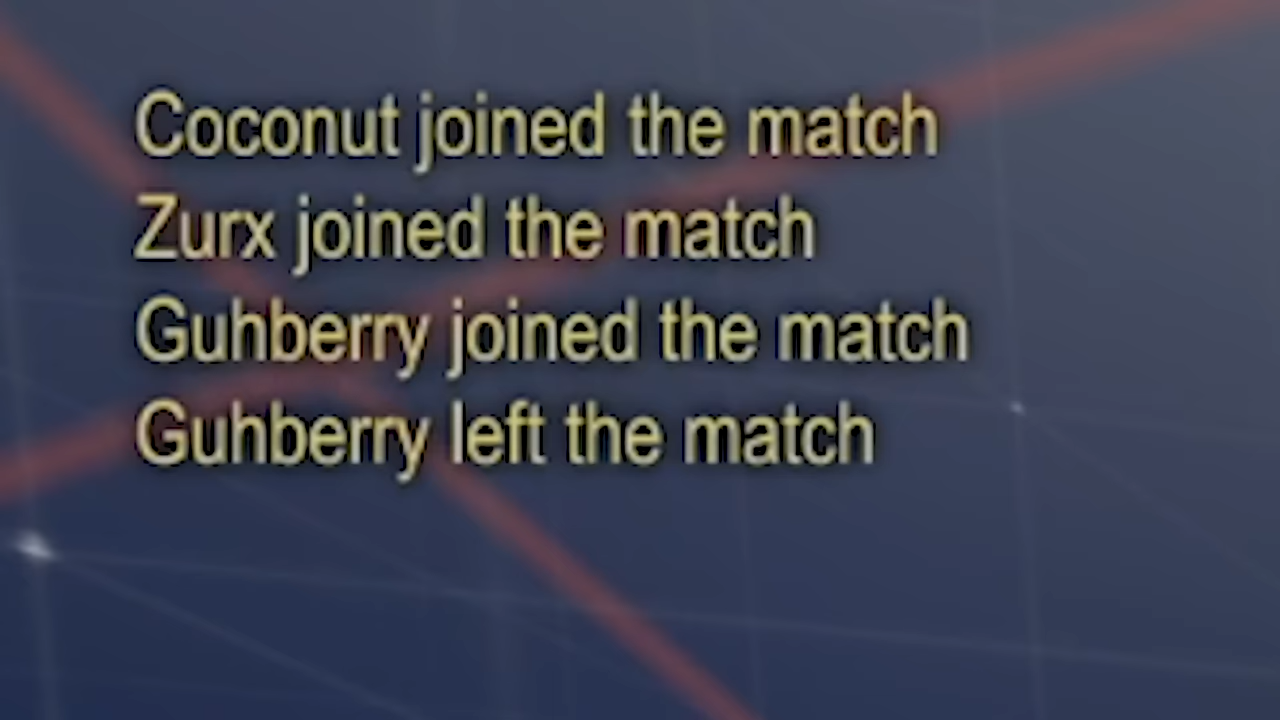 Coconut joined the match
Zurx joined the match
Guhberry joined the match
Guhberry left the match